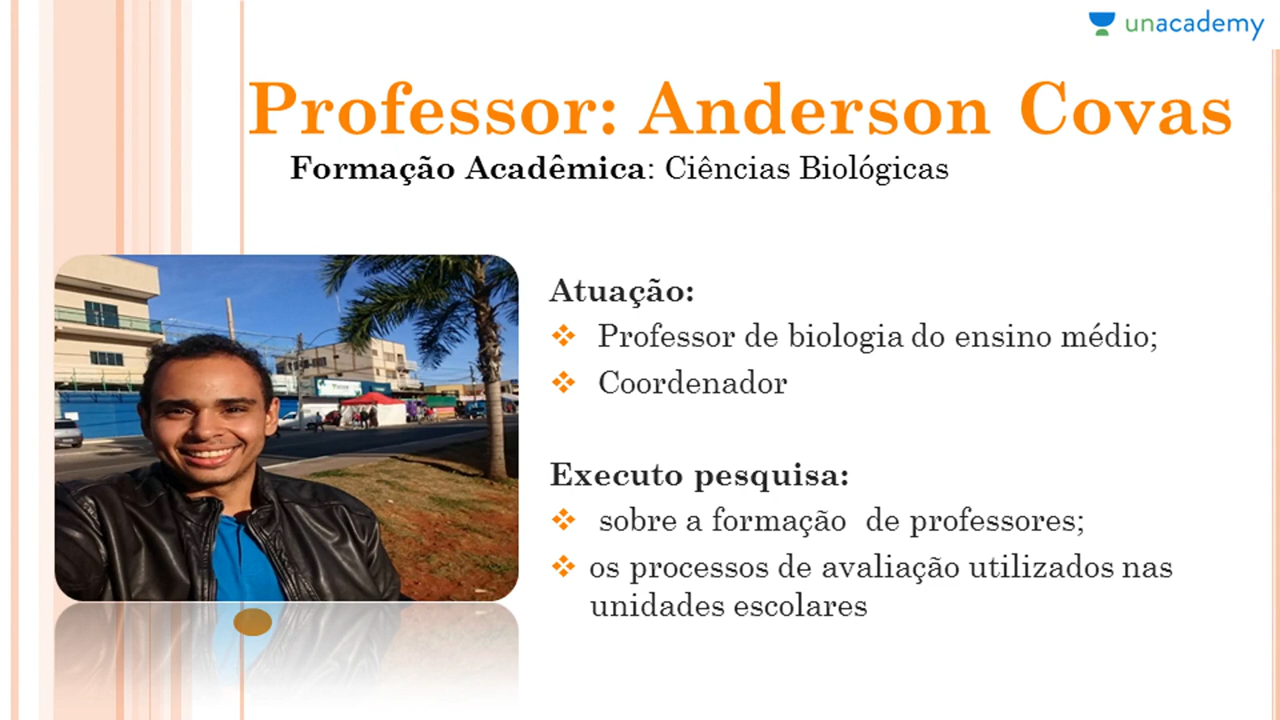 unacademy
Professor: Anderson Covas
Formação Acadêmica: Ciências Biológicas
Atuação:
Professor de biologia do ensino médio;
Coordenador
Executo pesquisa:
sobre a formação de professores;
os processos de avaliação utilizados nas
unidades escolares